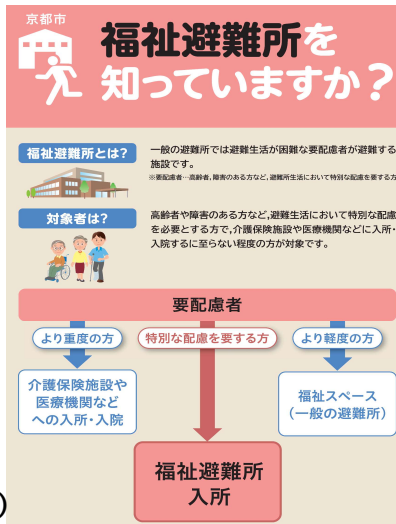 京都市
福祉避難所を
知っていますか?
福祉避難所とは?
一般の避難所では避難生活が困難な要配慮者が避難する
施設です。
※要配慮者…高齢者、障害のある方など、避難所生活において特別な配慮を要する方
対象者は?
高齢者や障害のある方など、避難生活において特別な配慮
を必要とする方で、介護保険施設や医療機関などに入所・
入院するに至らない程度の方が対象です。
要配慮者
より重度の方
特別な配慮を要する方
より軽度の方
介護保険施設や
医療機関など
への入所・入院
福祉スペース
(一般の避難所)
福祉避難所
入所
)